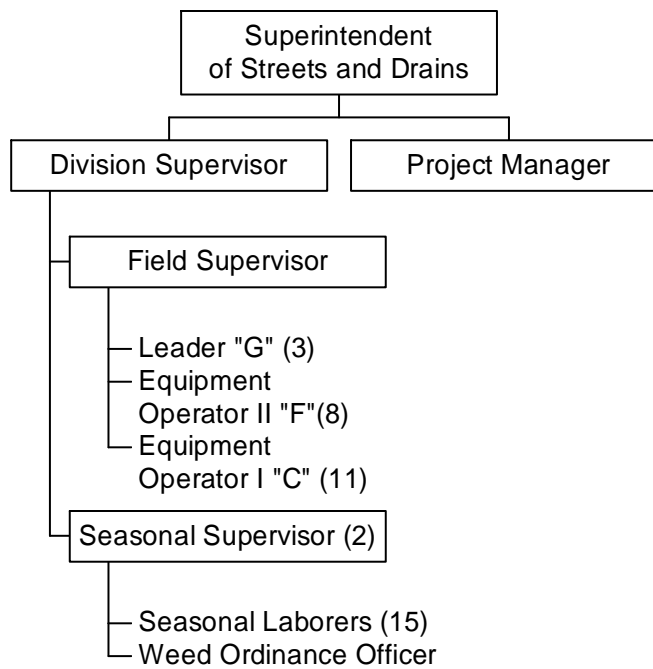 Superintendent
of Streets and Drains
Division Supervisor
Project Manager
Field Supervisor
Leader "G" (3)
Equipment
Operator II "F"(8)
Equipment
Operator I "C" (11)
Seasonal Supervisor (2)
Seasonal Laborers (15)
Weed Ordinance Officer